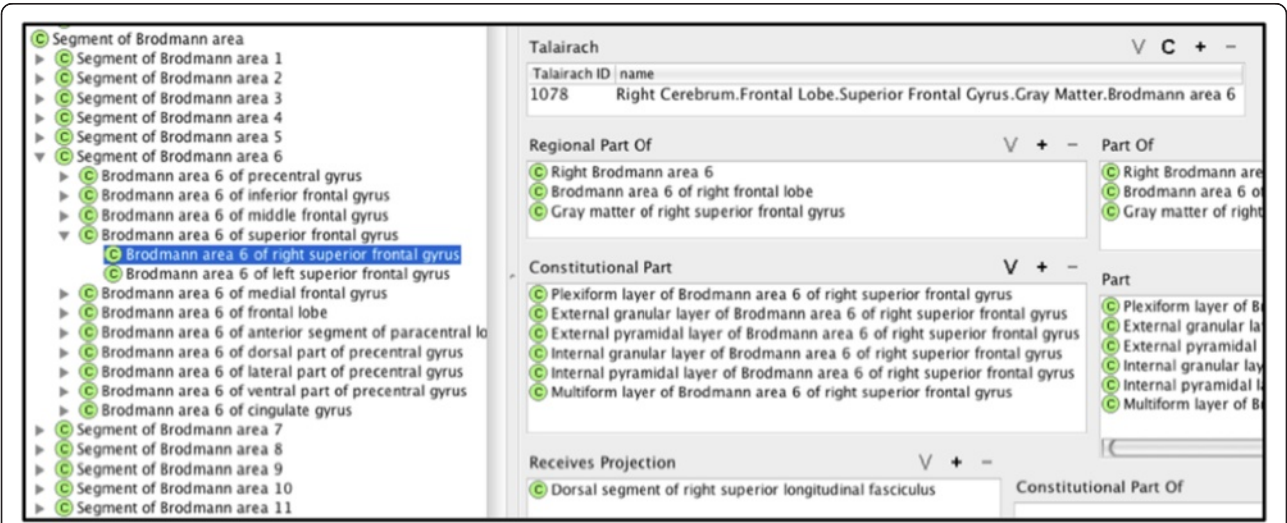 Segment of Brodmann area
Segment of Brodmann area 1
Segment of Brodmann area 2
Segment of Brodmann area 3
Segment of Brodmann area 4
Segment of Brodmann area 5
Segment of Brodmann area 6
Brodmann area 6 of precentral gyrus
Brodmann area 6 of inferior frontal gyrus
Brodmann area 6 of middle frontal gyrus
Brodmann area 6 of superior frontal gyrus
Brodmann area 6 of right superior frontal gyrus
Brodmann area 6 of left superior frontal gyrus
Brodmann area 6 of medial frontal gyrus
Brodmann area 6 of frontal lobe
Brodmann area 6 of anterior segment of paracentral lo
Brodmann area 6 of dorsal part of precentral gyrus
Brodmann area 6 of lateral part of precentral gyrus
Brodmann area 6 of ventral part of precentral gyrus
Brodmann area 6 of cingulate gyrus
Segment of Brodmann area 7
Segment of Brodmann area 8
Segment of Brodmann area 9
Segment of Brodmann area 10
Segment of Brodmann area 11
Talairach V C + −
Talairach ID name
1078 Right Cerebrum.Frontal Lobe.Superior Frontal Gyrus.Gray Matter.Brodmann area 6
Regional Part Of V + −
Right Brodmann area 6
Brodmann area 6 of right frontal lobe
Gray matter of right superior frontal gyrus
Part Of
Right Brodmann are
Brodmann area 6 of
Gray matter of right
Constitutional Part V + −
Plexiform layer of Brodmann area 6 of right superior frontal gyrus
External granular layer of Brodmann area 6 of right superior frontal gyrus
External pyramidal layer of Brodmann area 6 of right superior frontal gyrus
Internal granular layer of Brodmann area 6 of right superior frontal gyrus
Internal pyramidal layer of Brodmann area 6 of right superior frontal gyrus
Multiform layer of Brodmann area 6 of right superior frontal gyrus
Part
Plexiform layer of B
External granular la
External pyramidal
Internal granular lay
Internal pyramidal l
Multiform layer of B
Receives Projection V + −
Dorsal segment of right superior longitudinal fasciculus
Constitutional Part Of